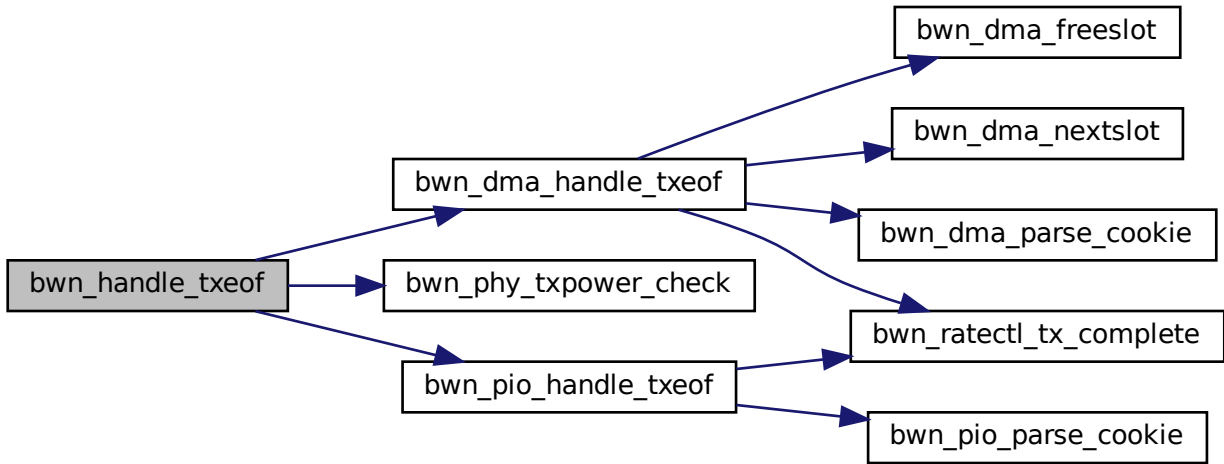 bwn_dma_freeslot
bwn_dma_nextslot
bwn_dma_handle_txeof
bwn_dma_parse_cookie
bwn_handle_txeof
bwn_phy_txpower_check
bwn_ratectl_tx_complete
bwn_pio_handle_txeof
bwn_pio_parse_cookie